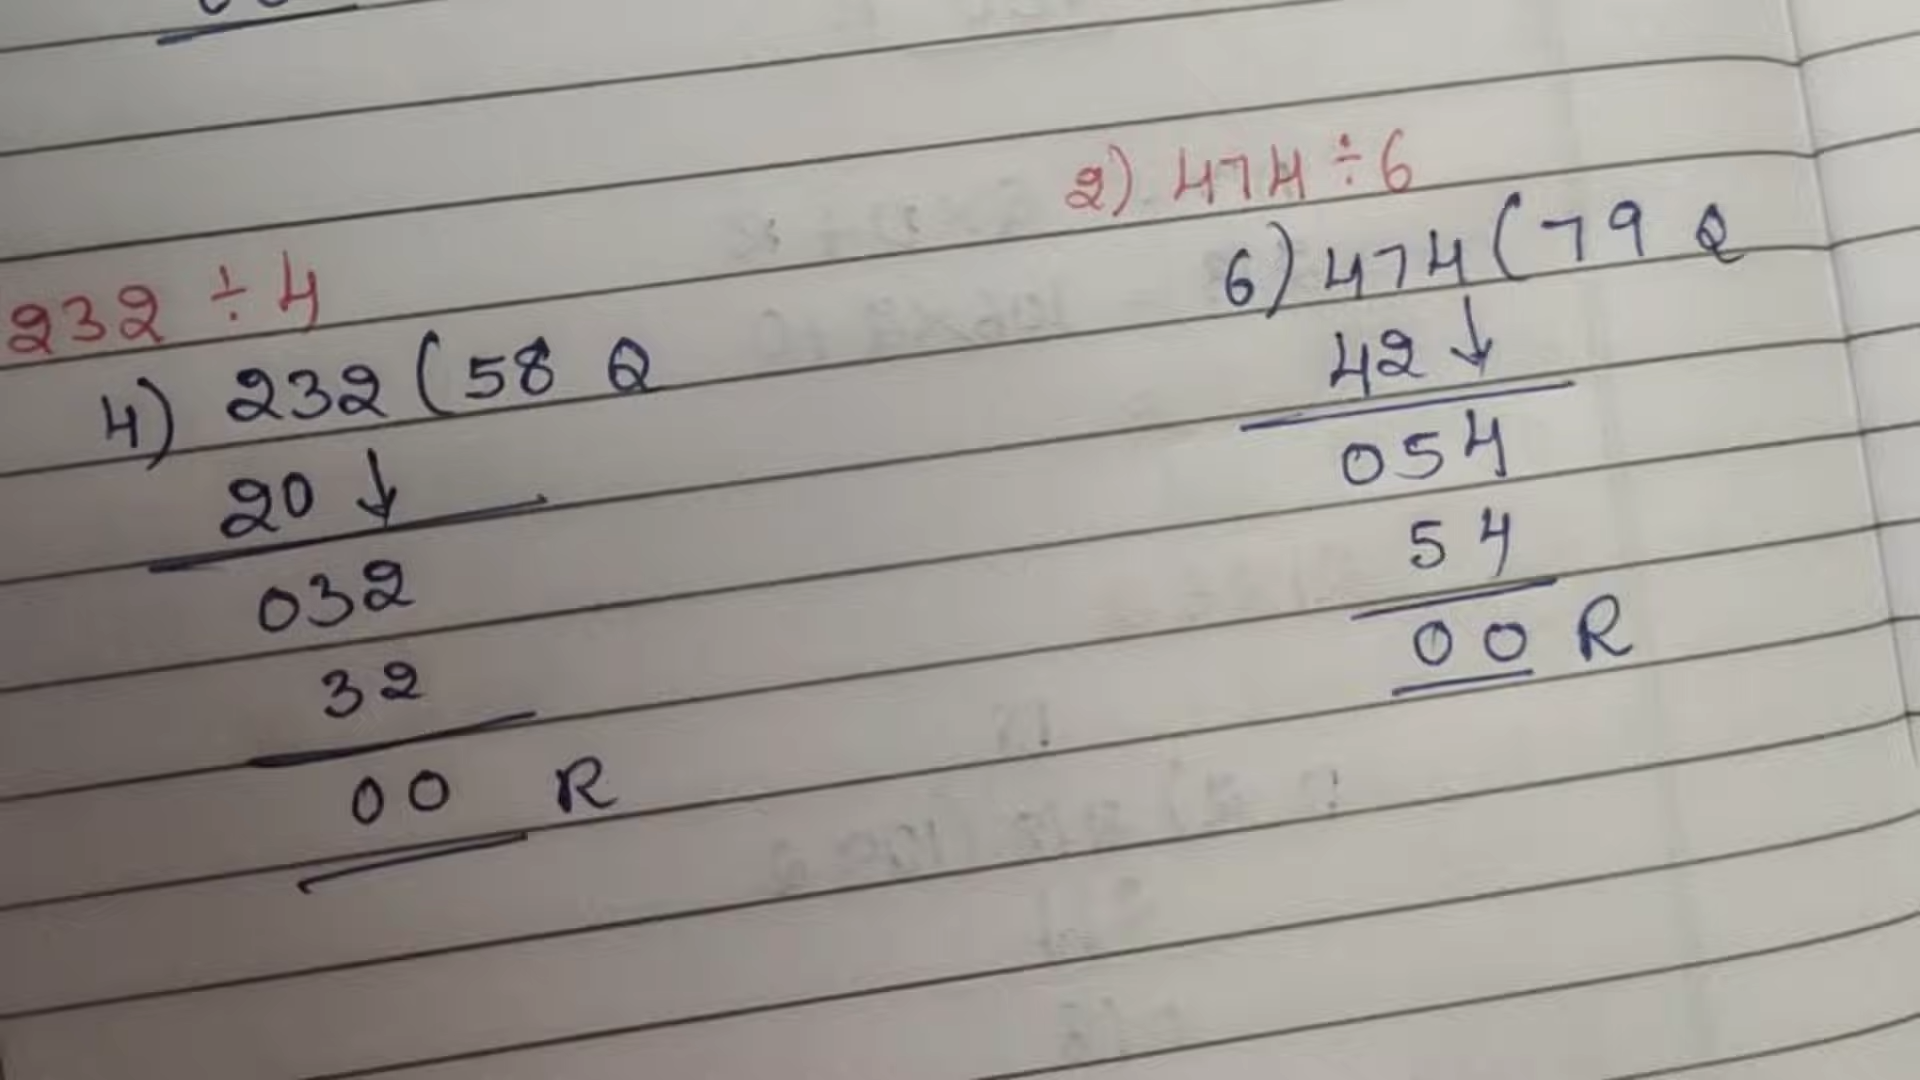 232 ÷ 4
4) 232 ( 58 Q
20 ↓
032
32
00 R
2) 474 ÷ 6
6) 474 ( 79 Q
42 ↓
054
54
00 R